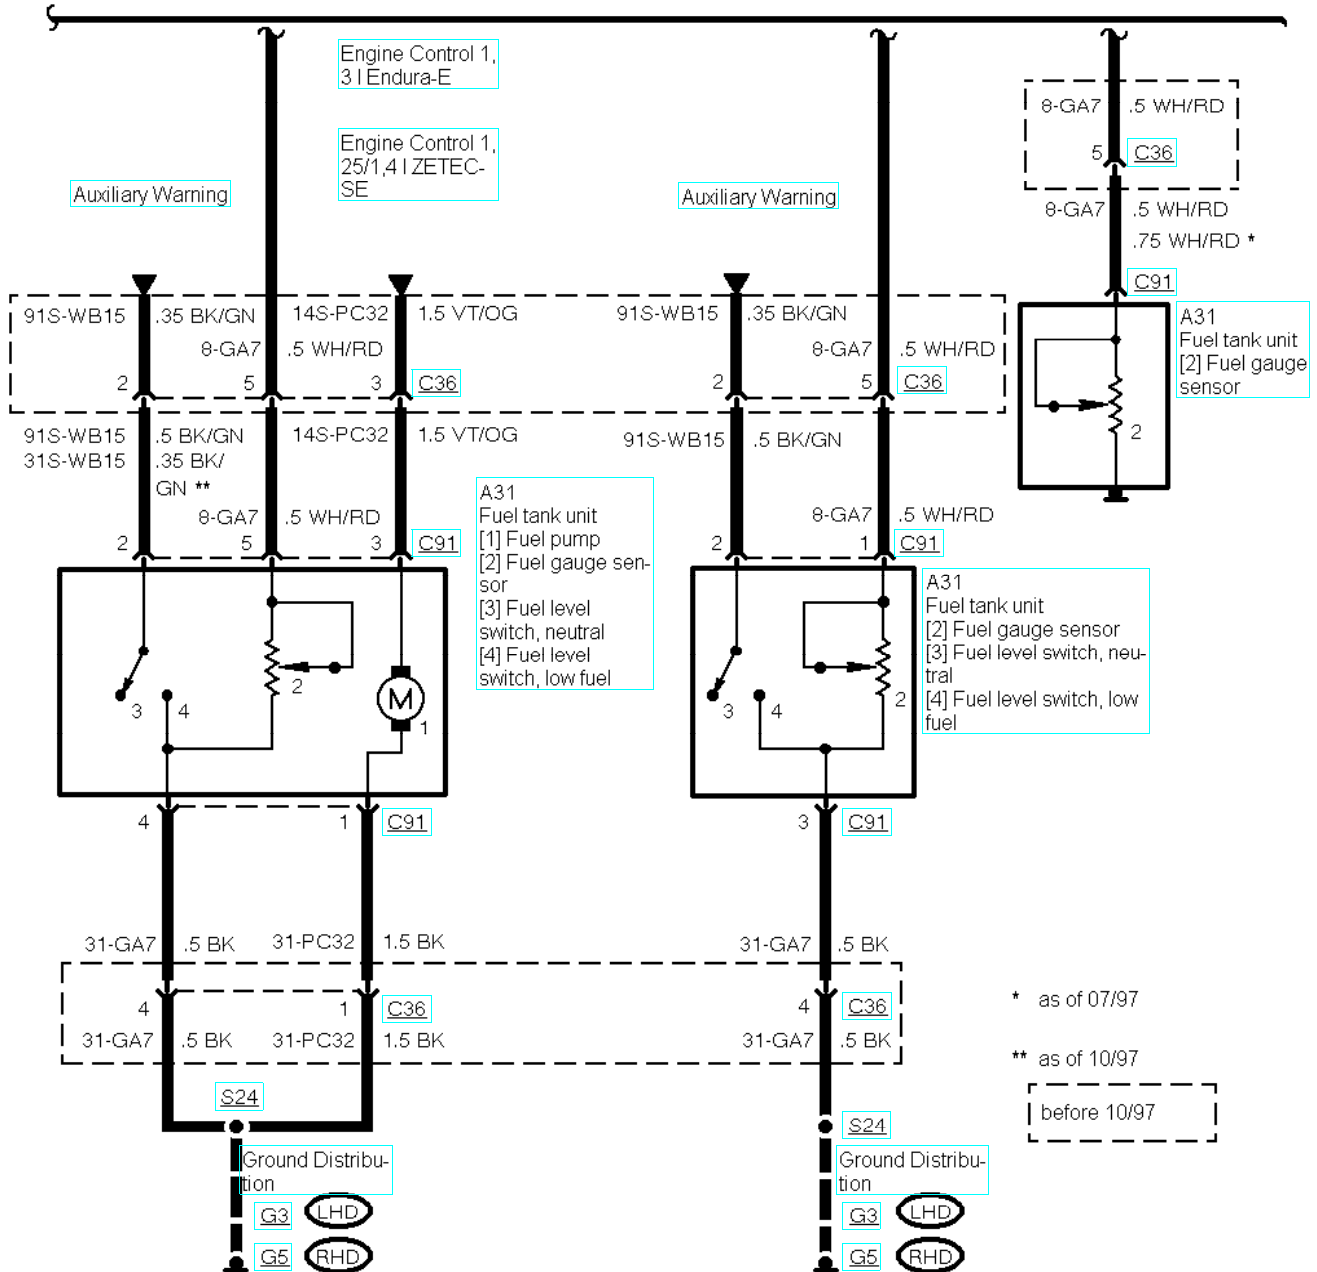 Engine Control 1,
3 l Endura-E
Engine Control 1,
25/1,4 l ZETEC-
SE
Auxiliary Warning
Auxiliary Warning
8-GA7 .5 WH/RD
5 C36
8-GA7 .5 WH/RD
.75 WH/RD *
C91
A31
Fuel tank unit
[2] Fuel gauge
sensor
2
91S-WB15 .35 BK/GN 14S-PC32 1.5 VT/OG
8-GA7 .5 WH/RD
2 5 3 C36
91S-WB15 .5 BK/GN 14S-PC32 1.5 VT/OG
31S-WB15 .35 BK/
GN **
8-GA7 .5 WH/RD
2 5 3 C91
A31
Fuel tank unit
[1] Fuel pump
[2] Fuel gauge sen-
sor
[3] Fuel level
switch, neutral
[4] Fuel level
switch, low fuel
3 4 2 M 1
4 1 C91
31-GA7 .5 BK 31-PC32 1.5 BK
4 1 C36
31-GA7 .5 BK 31-PC32 1.5 BK
S24
Ground Distribu-
tion
G3 LHD
G5 RHD
91S-WB15 .35 BK/GN
8-GA7 .5 WH/RD
2 5 C36
91S-WB15 .5 BK/GN
8-GA7 .5 WH/RD
2 1 C91
A31
Fuel tank unit
[2] Fuel gauge sensor
[3] Fuel level switch, neu-
tral
[4] Fuel level switch, low
fuel
3 4 2
3 C91
31-GA7 .5 BK
4 C36
31-GA7 .5 BK
S24
Ground Distribu-
tion
G3 LHD
G5 RHD
* as of 07/97
** as of 10/97
before 10/97